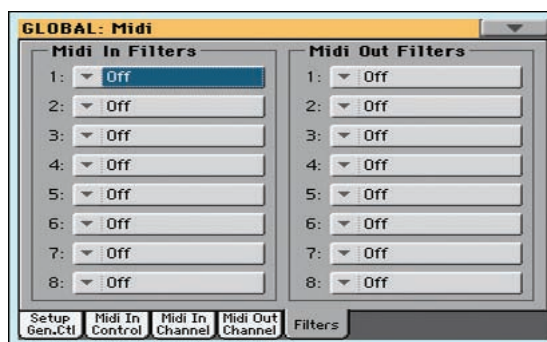 GLOBAL: Midi
Midi In Filters
1: Off
2: Off
3: Off
4: Off
5: Off
6: Off
7: Off
8: Off
Midi Out Filters
1: Off
2: Off
3: Off
4: Off
5: Off
6: Off
7: Off
8: Off
Setup Gen.Ctl
Midi In Control
Midi In Channel
Midi Out Channel
Filters